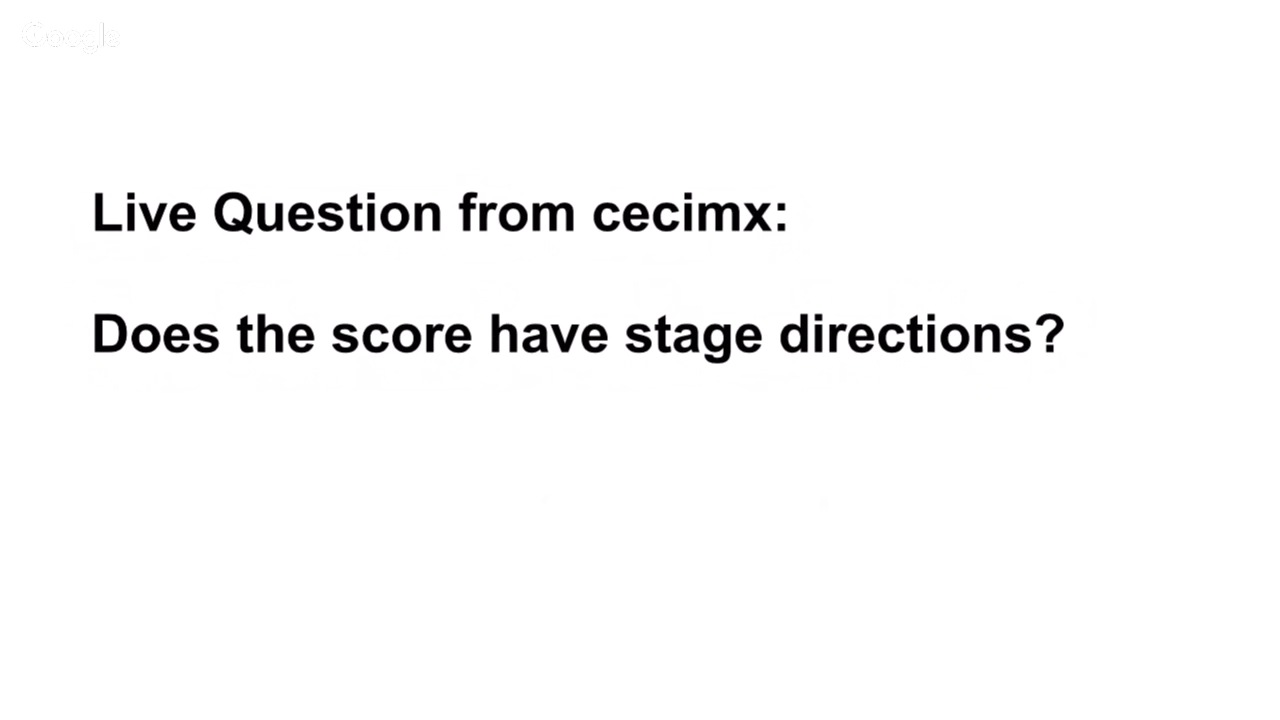 Google
Live Question from cecimx:
Does the score have stage directions?